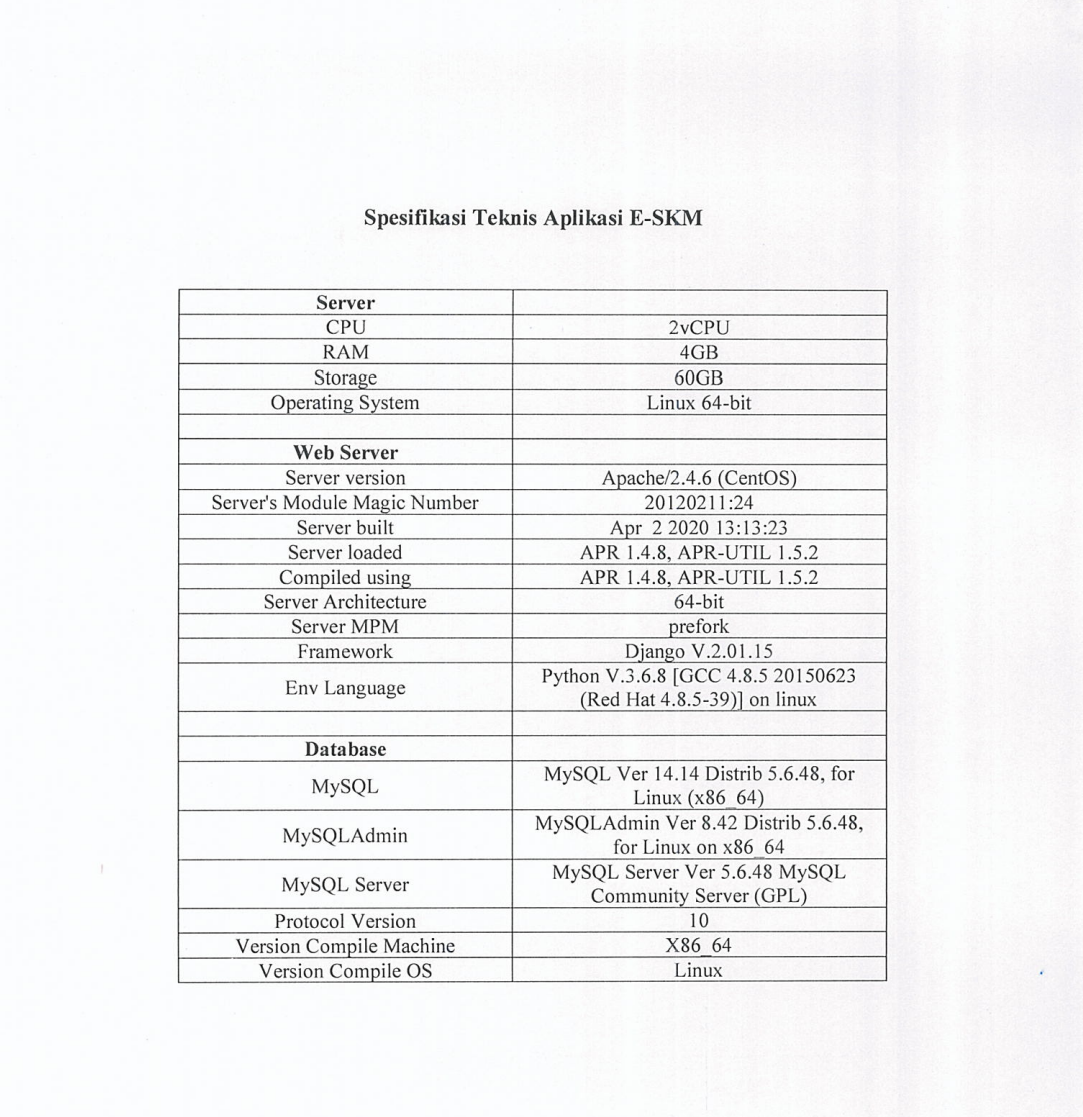 Spesifikasi Teknis Aplikasi E-SKM
Server
CPU 2vCPU
RAM 4GB
Storage 60GB
Operating System Linux 64-bit
Web Server
Server version Apache/2.4.6 (CentOS)
Server's Module Magic Number 20120211:24
Server built Apr 2 2020 13:13:23
Server loaded APR 1.4.8, APR-UTIL 1.5.2
Compiled using APR 1.4.8, APR-UTIL 1.5.2
Server Architecture 64-bit
Server MPM prefork
Framework Django V.2.01.15
Env Language Python V.3.6.8 [GCC 4.8.5 20150623
(Red Hat 4.8.5-39)] on linux
Database
MySQL MySQL Ver 14.14 Distrib 5.6.48, for
Linux (x86_64)
MySQLAdmin MySQLAdmin Ver 8.42 Distrib 5.6.48,
for Linux on x86_64
MySQL Server MySQL Server Ver 5.6.48 MySQL
Community Server (GPL)
Protocol Version 10
Version Compile Machine X86_64
Version Compile OS Linux